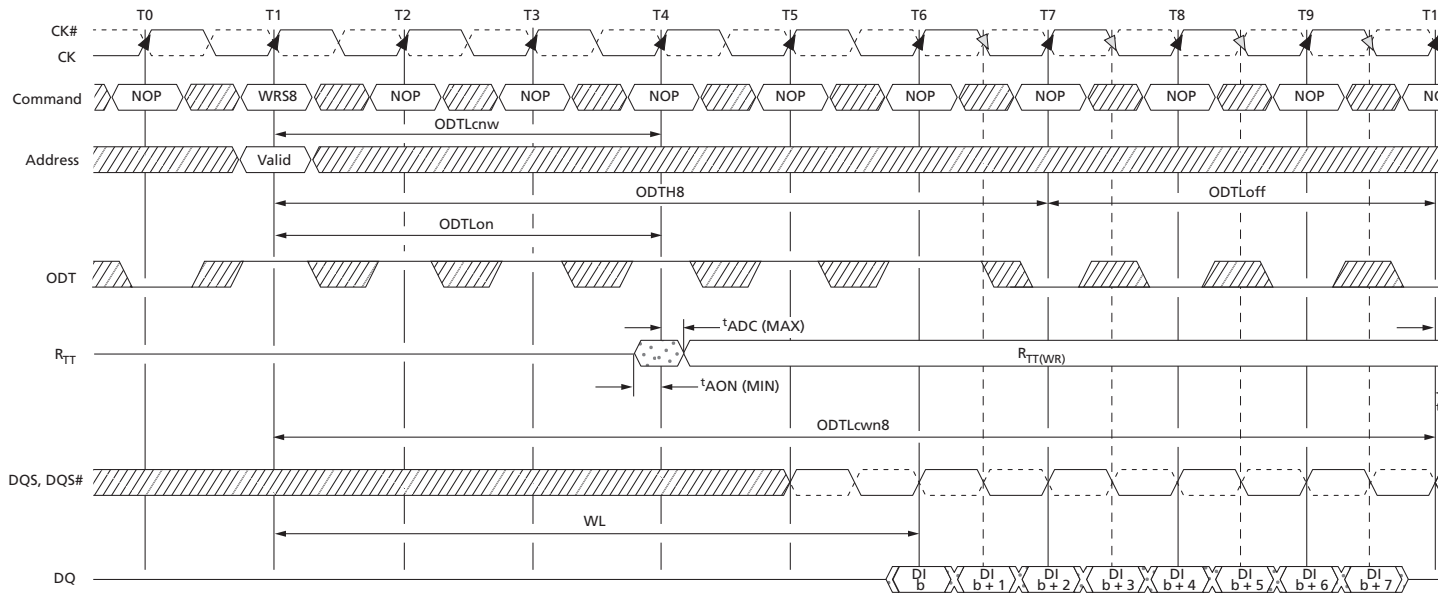 T0 T1 T2 T3 T4 T5 T6 T7 T8 T9 T1
CK#
CK
Command NOP WRS8 NOP NOP NOP NOP NOP NOP NOP NOP
ODTLcnw
Address Valid
ODTH8 ODTLoff
ODTLon
ODT
tADC (MAX)
RTT RTT(WR)
tAON (MIN)
ODTLcwn8
DQS, DQS#
WL
DQ DI b DI b + 1 DI b + 2 DI b + 3 DI b + 4 DI b + 5 DI b + 6 DI b + 7